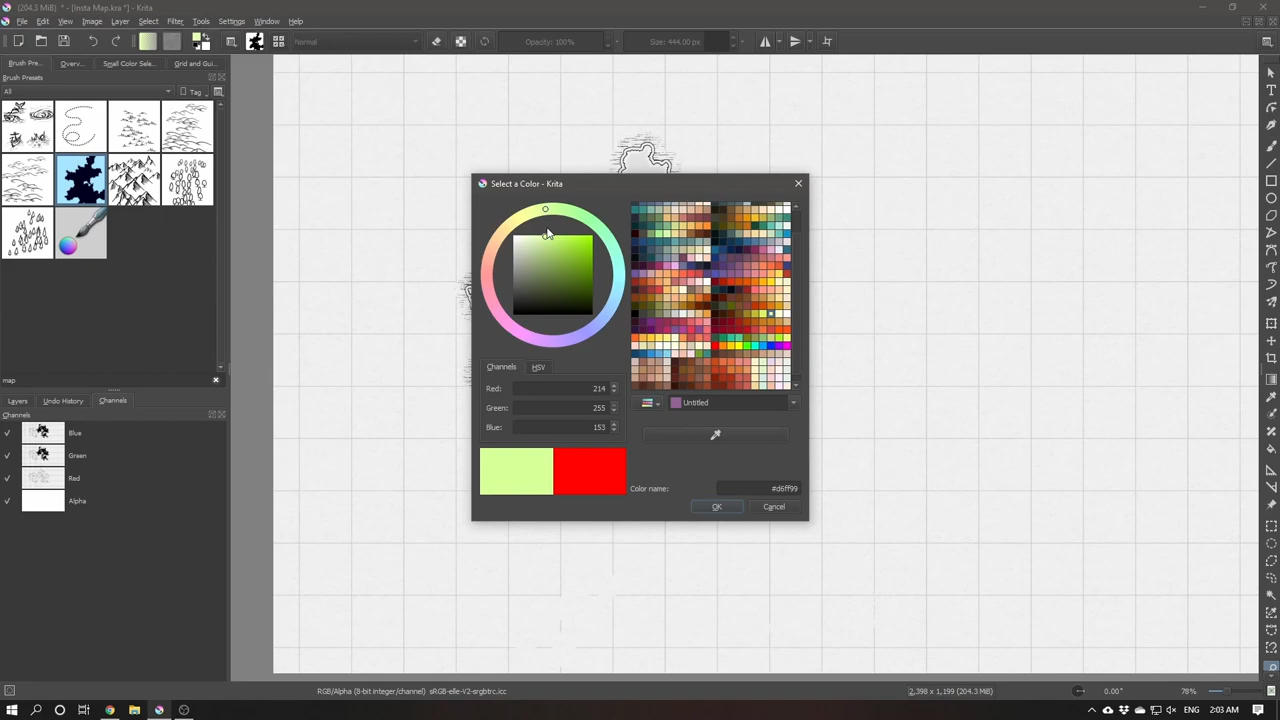 (204.3 MiB) * - [Insta Map.kra *] - Krita
File Edit View Image Layer Select Filter Tools Settings Window Help
Normal Opacity: 100% Size: 444.00 px
Brush Pre... Overv... Small Color Sele... Grid and Gui...
Brush Presets
All Tag
map
Layers Undo History Channels
Channels
Blue
Green
Red
Alpha
Select a Color - Krita
Channels HSV
Red: 214
Green: 255
Blue: 153
Untitled
Color name: #d6ff99
OK Cancel
RGB/Alpha (8-bit integer/channel) sRGB-elle-V2-srgbtrc.icc 2,398 x 1,199 (204.3 MiB) 0.00° 78%
ENG 2:03 AM